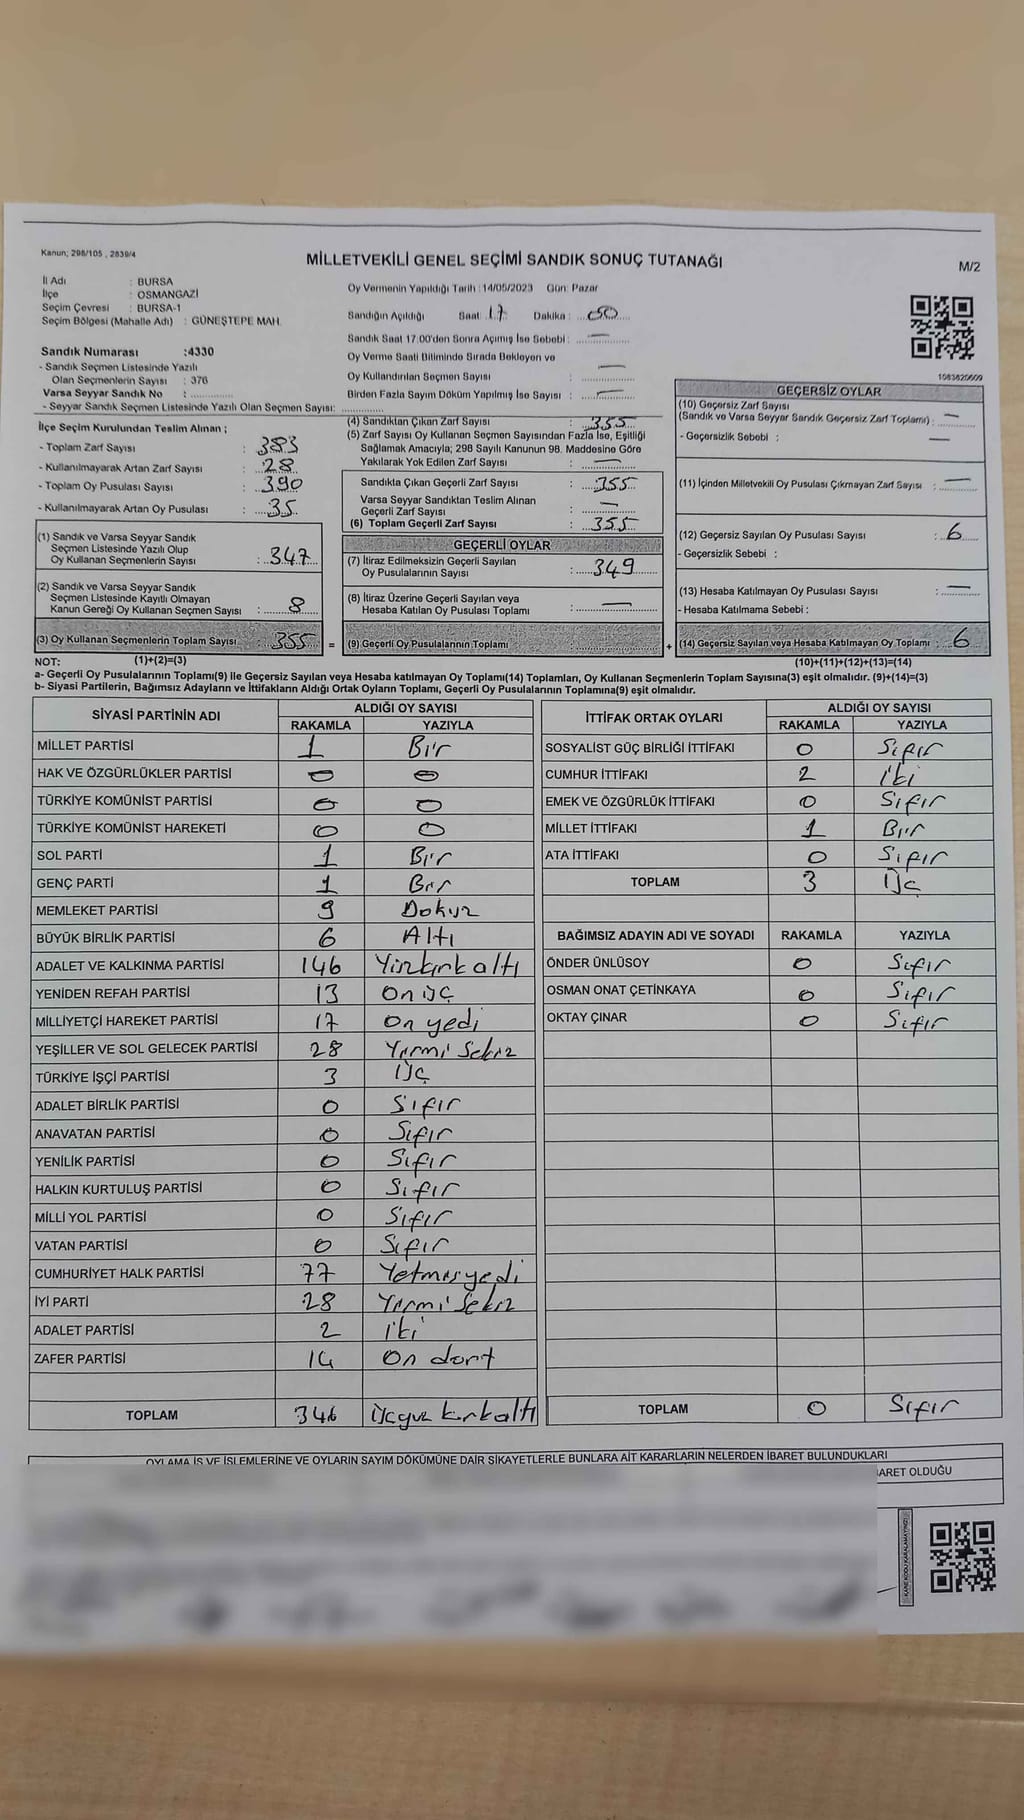 Kanun; 298/105 , 2839/4
MİLLETVEKİLİ GENEL SEÇİMİ SANDIK SONUÇ TUTANAĞI
M/2
İl Adı : BURSA
İlçe : OSMANGAZİ
Seçim Çevresi : BURSA-1
Seçim Bölgesi (Mahalle Adı) : GÜNEŞTEPE MAH.
Sandık Numarası :4330
- Sandık Seçmen Listesinde Yazılı
Olan Seçmenlerin Sayısı : 376
Varsa Seyyar Sandık No : ............
- Seyyar Sandık Seçmen Listesinde Yazılı Olan Seçmen Sayısı: ............
Oy Vermenin Yapıldığı Tarih : 14/05/2023 Gün: Pazar
Sandığın Açıldığı Saat : 17 Dakika : 50
Sandık Saat 17:00'den Sonra Açımış İse Sebebi : —
Oy Verme Saati Bitiminde Sırada Bekleyen ve
Oy Kullandırılan Seçmen Sayısı : —
Birden Fazla Sayım Döküm Yapılmış İse Sayısı : —
1083820609
İlçe Seçim Kurulundan Teslim Alınan ;
- Toplam Zarf Sayısı : 383
- Kullanılmayarak Artan Zarf Sayısı : 28
- Toplam Oy Pusulası Sayısı : 390
- Kullanılmayarak Artan Oy Pusulası : 35
(1) Sandık ve Varsa Seyyar Sandık
Seçmen Listesinde Yazılı Olup
Oy Kullanan Seçmenlerin Sayısı : 347
(2) Sandık ve Varsa Seyyar Sandık
Seçmen Listesinde Kayıtlı Olmayan
Kanun Gereği Oy Kullanan Seçmen Sayısı : 8
(3) Oy Kullanan Seçmenlerin Toplam Sayısı : 355 =
(4) Sandıktan Çıkan Zarf Sayısı : 355
(5) Zarf Sayısı Oy Kullanan Seçmen Sayısından Fazla İse, Eşitliği
Sağlamak Amacıyla; 298 Sayılı Kanunun 98. Maddesine Göre
Yakılarak Yok Edilen Zarf Sayısı : —
Sandıkta Çıkan Geçerli Zarf Sayısı : 355
Varsa Seyyar Sandıktan Teslim Alınan
Geçerli Zarf Sayısı : —
(6) Toplam Geçerli Zarf Sayısı : 355
GEÇERLİ OYLAR
(7) İtiraz Edilmeksizin Geçerli Sayılan
Oy Pusulalarının Sayısı : 349
(8) İtiraz Üzerine Geçerli Sayılan veya
Hesaba Katılan Oy Pusulası Toplamı : —
(9) Geçerli Oy Pusulalarının Toplamı : +
GEÇERSİZ OYLAR
(10) Geçersiz Zarf Sayısı
(Sandık ve Varsa Seyyar Sandık Geçersiz Zarf Toplamı) : —
- Geçersizlik Sebebi : —
(11) İçinden Milletvekili Oy Pusulası Çıkmayan Zarf Sayısı : —
(12) Geçersiz Sayılan Oy Pusulası Sayısı : 6
- Geçersizlik Sebebi :
(13) Hesaba Katılmayan Oy Pusulası Sayısı : —
- Hesaba Katılmama Sebebi :
(14) Geçersiz Sayılan veya Hesaba Katılmayan Oy Toplamı : 6
NOT: (1)+(2)=(3) (10)+(11)+(12)+(13)=(14)
a- Geçerli Oy Pusulalarının Toplamı(9) ile Geçersiz Sayılan veya Hesaba katılmayan Oy Toplamı(14) Toplamları, Oy Kullanan Seçmenlerin Toplam Sayısına(3) eşit olmalıdır. (9)+(14)=(3)
b- Siyasi Partilerin, Bağımsız Adayların ve İttifakların Aldığı Ortak Oyların Toplamı, Geçerli Oy Pusulalarının Toplamına(9) eşit olmalıdır.
SİYASİ PARTİNİN ADI ALDIĞI OY SAYISI
RAKAMLA YAZIYLA
MİLLET PARTİSİ 1 Bir
HAK VE ÖZGÜRLÜKLER PARTİSİ 0 0
TÜRKİYE KOMÜNİST PARTİSİ 0 0
TÜRKİYE KOMÜNİST HAREKETİ 0 0
SOL PARTİ 1 Bir
GENÇ PARTİ 1 Bir
MEMLEKET PARTİSİ 9 Dokuz
BÜYÜK BİRLİK PARTİSİ 6 Altı
ADALET VE KALKINMA PARTİSİ 146 Yüzkırk altı
YENİDEN REFAH PARTİSİ 13 On üç
MİLLİYETÇİ HAREKET PARTİSİ 17 On yedi
YEŞİLLER VE SOL GELECEK PARTİSİ 28 Yirmi Sekiz
TÜRKİYE İŞÇİ PARTİSİ 3 Üç
ADALET BİRLİK PARTİSİ 0 Sıfır
ANAVATAN PARTİSİ 0 Sıfır
YENİLİK PARTİSİ 0 Sıfır
HALKIN KURTULUŞ PARTİSİ 0 Sıfır
MİLLİ YOL PARTİSİ 0 Sıfır
VATAN PARTİSİ 0 Sıfır
CUMHURİYET HALK PARTİSİ 77 Yetmişyedi
İYİ PARTİ 28 Yirmi Sekiz
ADALET PARTİSİ 2 iki
ZAFER PARTİSİ 14 On dört
TOPLAM 346 Üçyüz kırkaltı
İTTİFAK ORTAK OYLARI ALDIĞI OY SAYISI
RAKAMLA YAZIYLA
SOSYALİST GÜÇ BİRLİĞİ İTTİFAKI 0 Sıfır
CUMHUR İTTİFAKI 2 iki
EMEK VE ÖZGÜRLÜK İTTİFAKI 0 Sıfır
MİLLET İTTİFAKI 1 Bir
ATA İTTİFAKI 0 Sıfır
TOPLAM 3 Üç
BAĞIMSIZ ADAYIN ADI VE SOYADI RAKAMLA YAZIYLA
ÖNDER ÜNLÜSOY 0 Sıfır
OSMAN ONAT ÇETİNKAYA 0 Sıfır
OKTAY ÇINAR 0 Sıfır
TOPLAM 0 Sıfır
OYLAMA İŞ VE İŞLEMLERİNE VE OYLARIN SAYIM DÖKÜMÜNE DAİR ŞİKAYETLERLE BUNLARA AİT KARARLARIN NELERDEN İBARET BULUNDUKLARI
BARET OLDUĞU